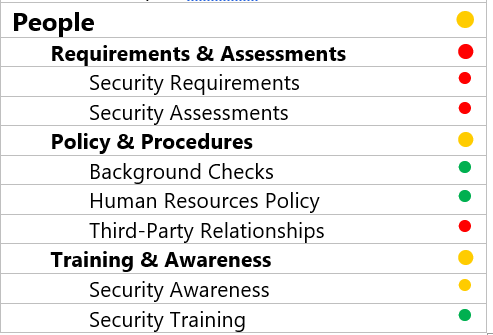 People
Requirements & Assessments
Security Requirements
Security Assessments
Policy & Procedures
Background Checks
Human Resources Policy
Third-Party Relationships
Training & Awareness
Security Awareness
Security Training